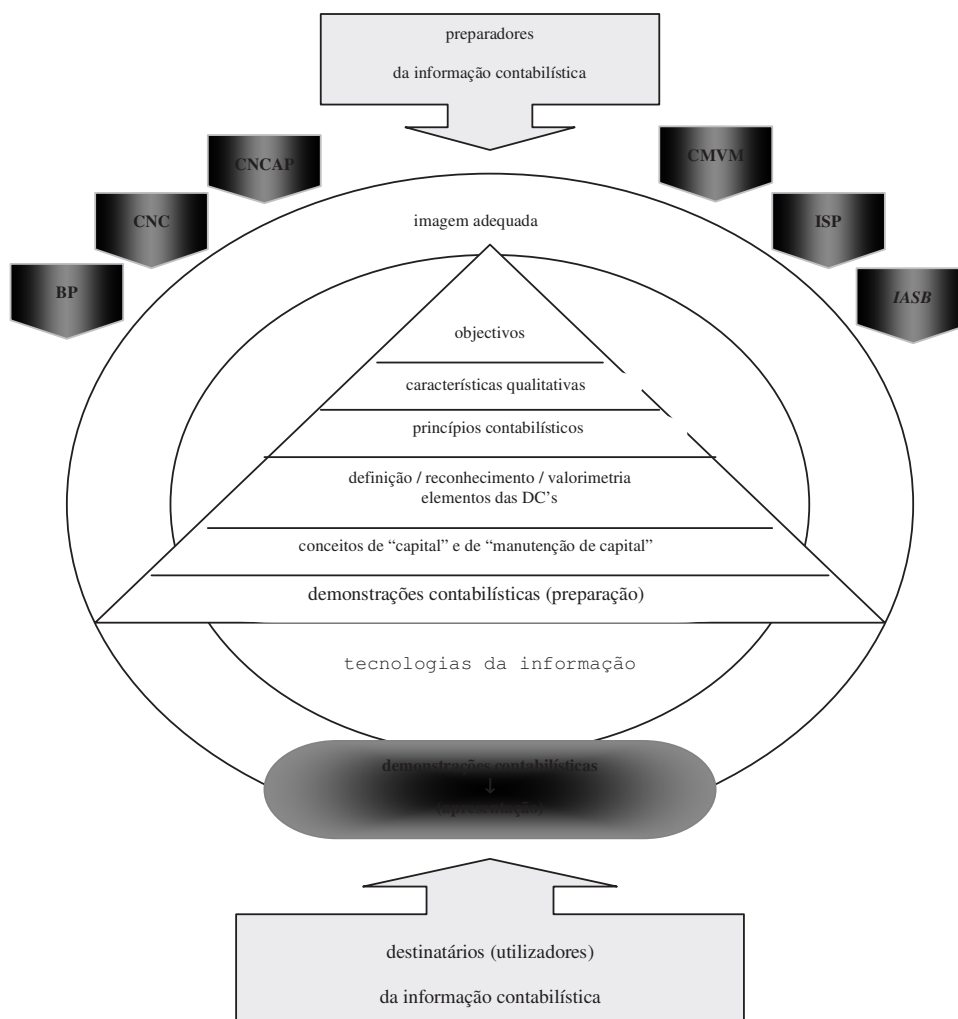 preparadores
da informação contabilística
CNCAP
CMVM
CNC
ISP
BP
IASB
imagem adequada
objectivos
características qualitativas
princípios contabilísticos
definição / reconhecimento / valorimetria
elementos das DC’s
conceitos de “capital” e de “manutenção de capital”
demonstrações contabilísticas (preparação)
tecnologias da informação
demonstrações contabilísticas
↓
(apresentação)
destinatários (utilizadores)
da informação contabilística